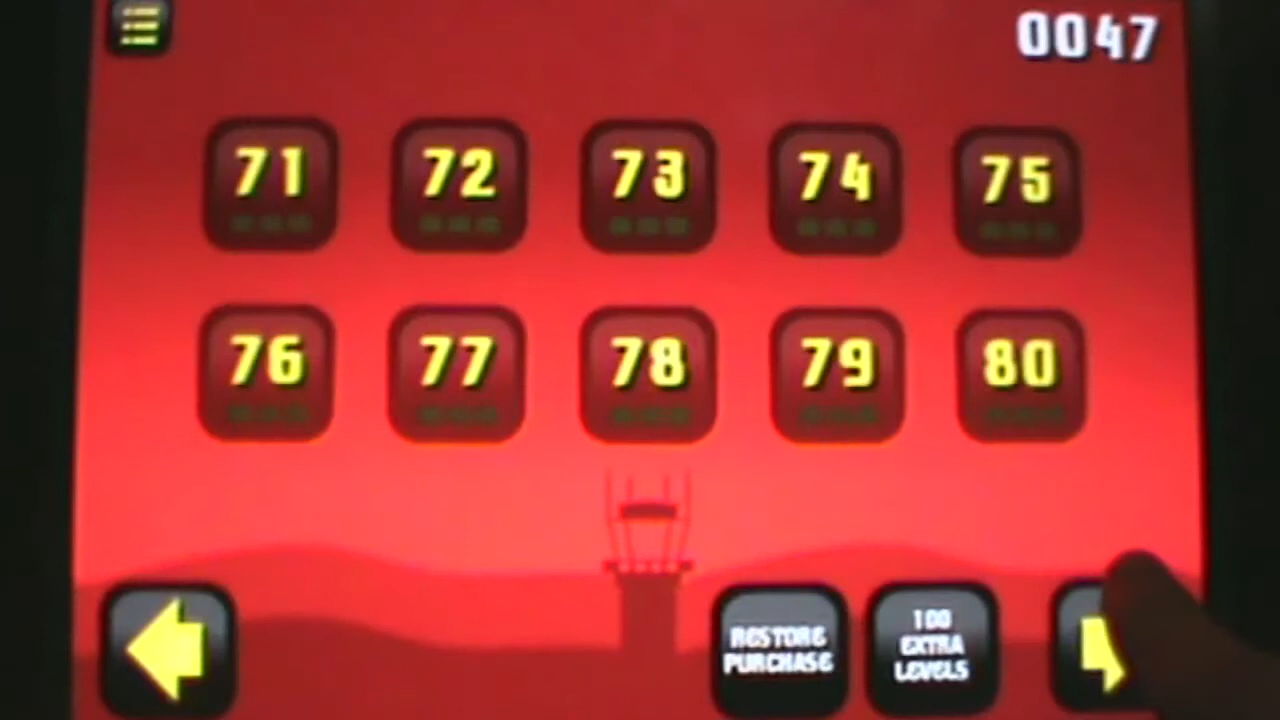 0047
71 72 73 74 75
76 77 78 79 80
RESTORE
PURCHASE
100
EXTRA
LEVELS